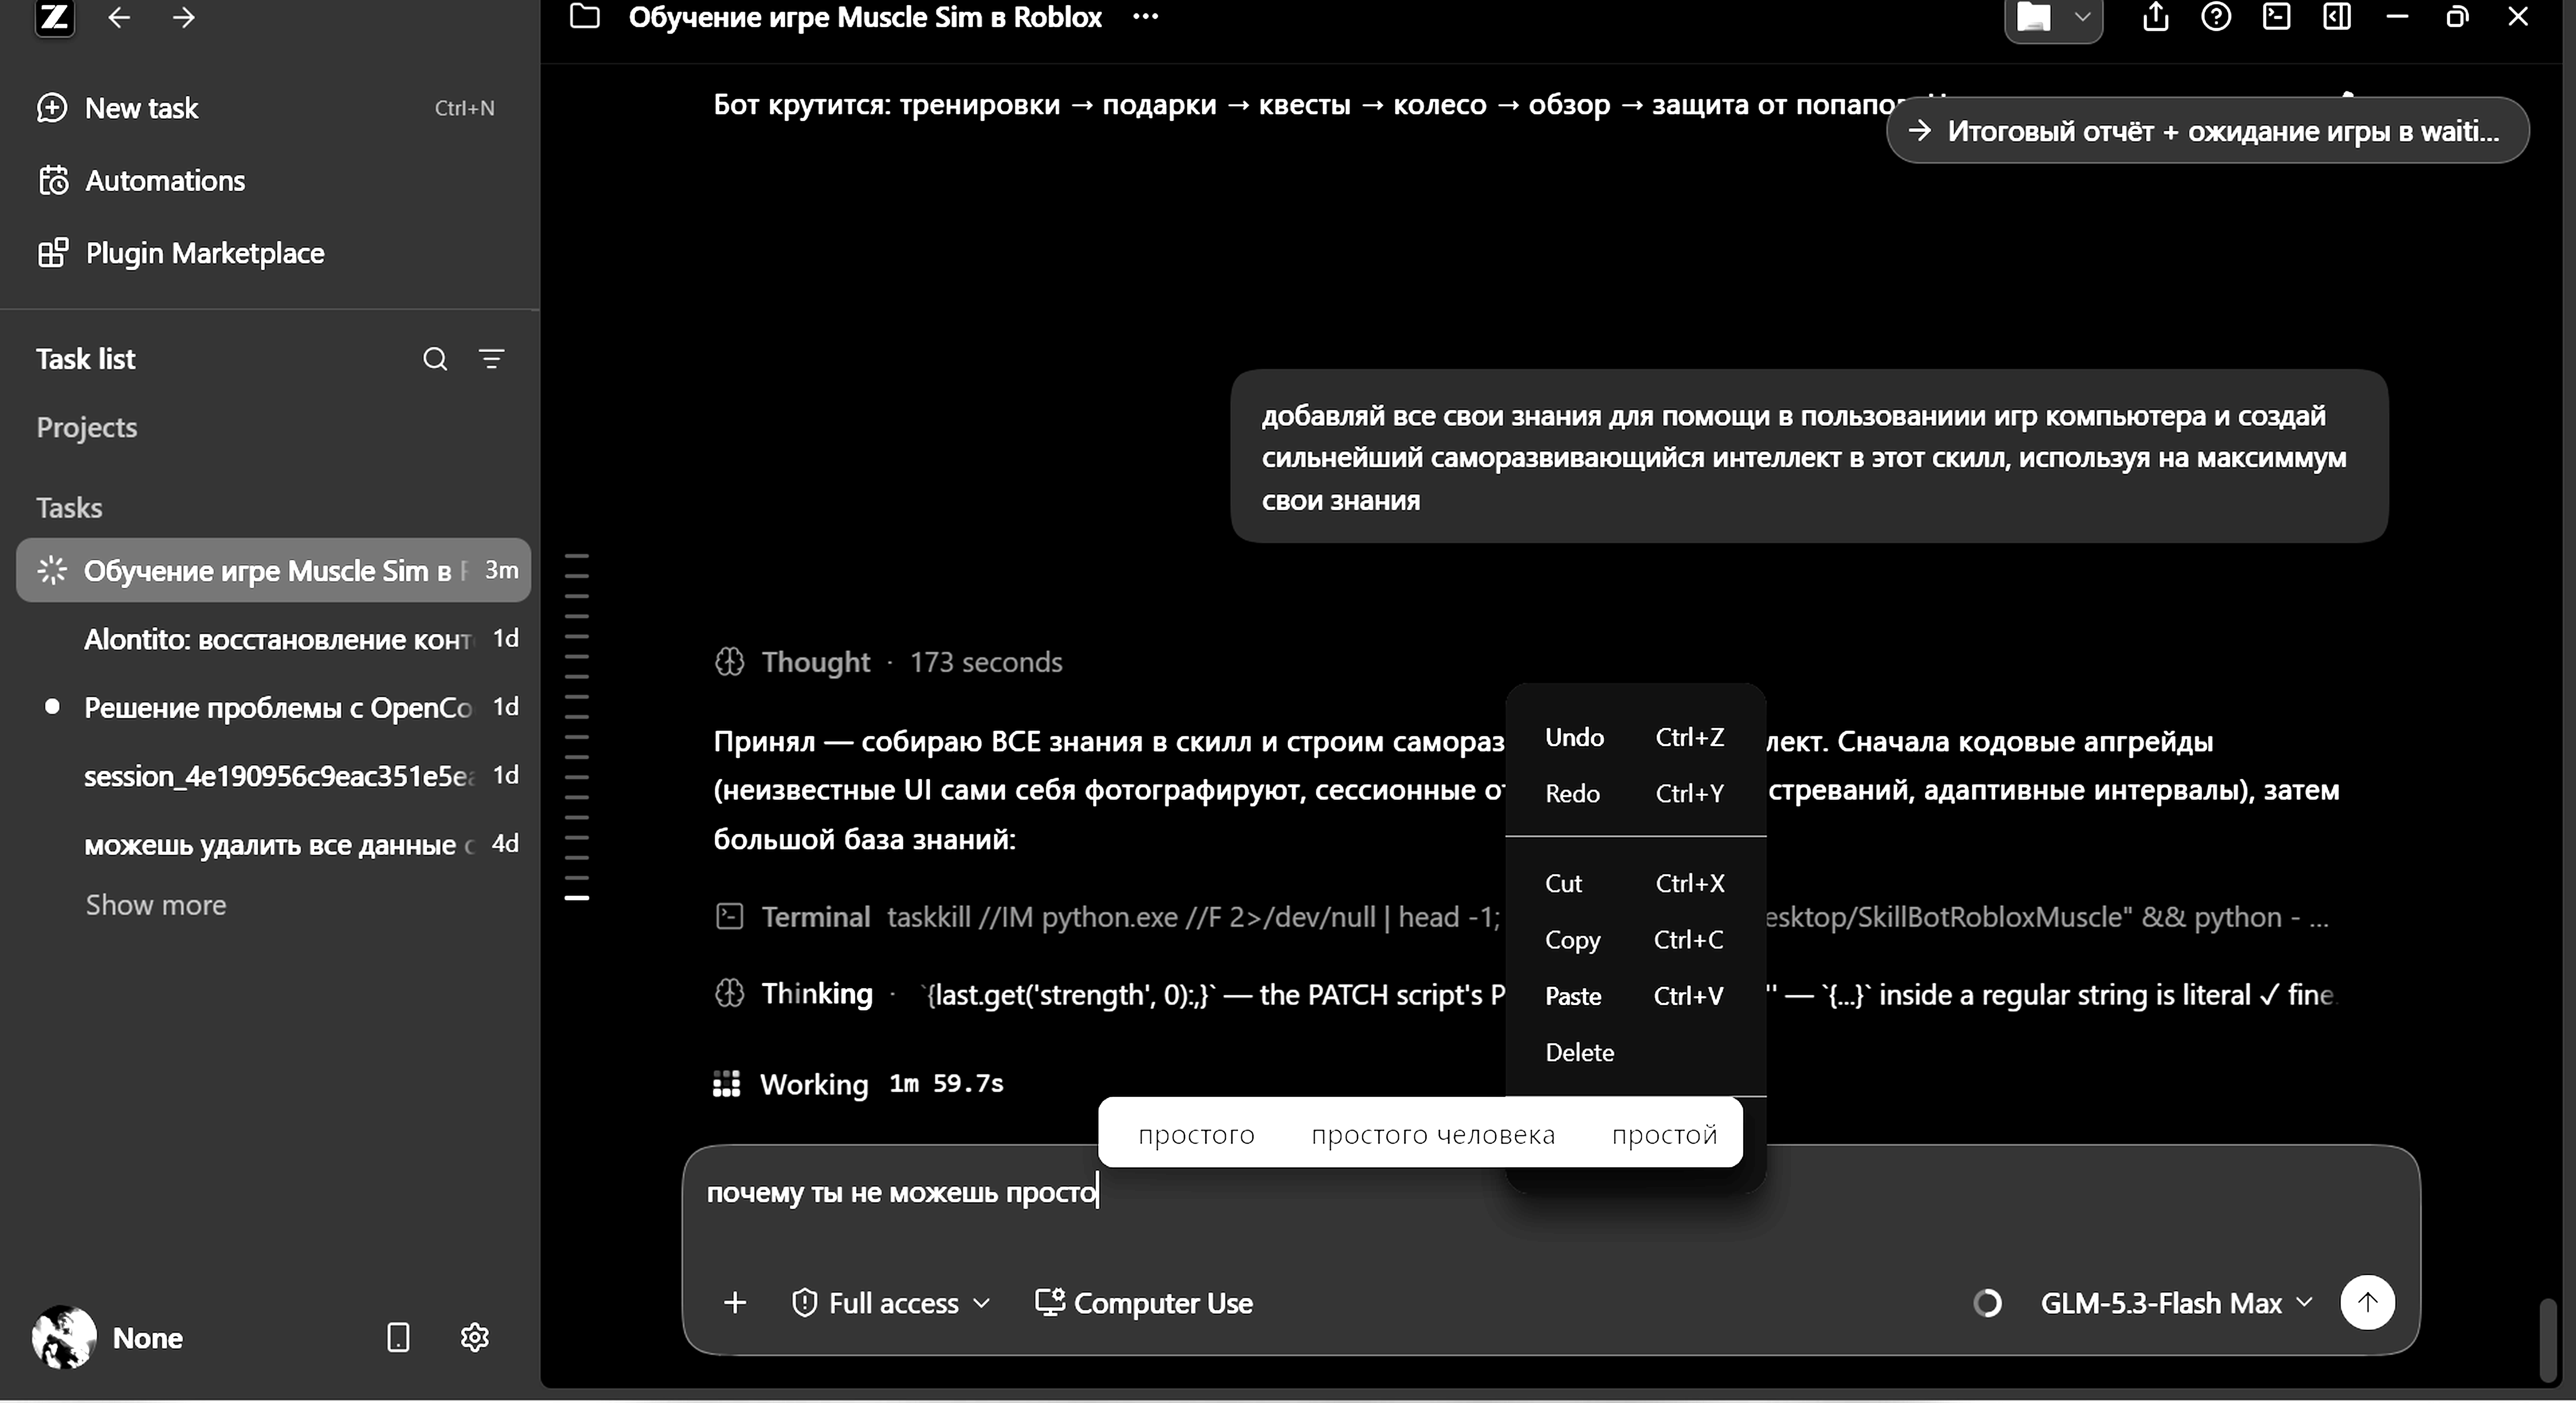 Z
Обучение игре Muscle Sim в Roblox
New task Ctrl+N
Automations
Plugin Marketplace
Task list
Projects
Tasks
Обучение игре Muscle Sim в 3m
Alontito: восстановление 1d
Решение проблемы с 1d
session_4e190956c9eac351e5e 1d
можешь удалить все данные 4d
Show more
None
Бот крутится: тренировки → подарки → квесты → колесо → обзор → защита от
→ Итоговый отчёт + ожидание игры в waiti...
добавляй все свои знания для помощи в пользованиии игр компьютера и создай
сильнейший саморазвивающийся интеллект в этот скилл, используя на максиммум
свои знания
Thought · 173 seconds
Принял — собираю ВСЕ знания в скилл и строим самораз лект. Сначала кодовые апгрейды
(неизвестные UI сами себя фотографируют, сессионные стреваний, адаптивные интервалы), затем
большой база знаний:
Terminal taskkill //IM python.exe //F 2>/dev/null | head -1; esktop/SkillBotRobloxMuscle" && python - ...
Thinking · `{last.get('strength', 0):,}` — the PATCH script's P " — `{...}` inside a regular string is literal ✓ fine.
Working 1m 59.7s
Undo Ctrl+Z
Redo Ctrl+Y
Cut Ctrl+X
Copy Ctrl+C
Paste Ctrl+V
Delete
простого простого человека простой
почему ты не можешь просто
Full access Computer Use GLM-5.3-Flash Max